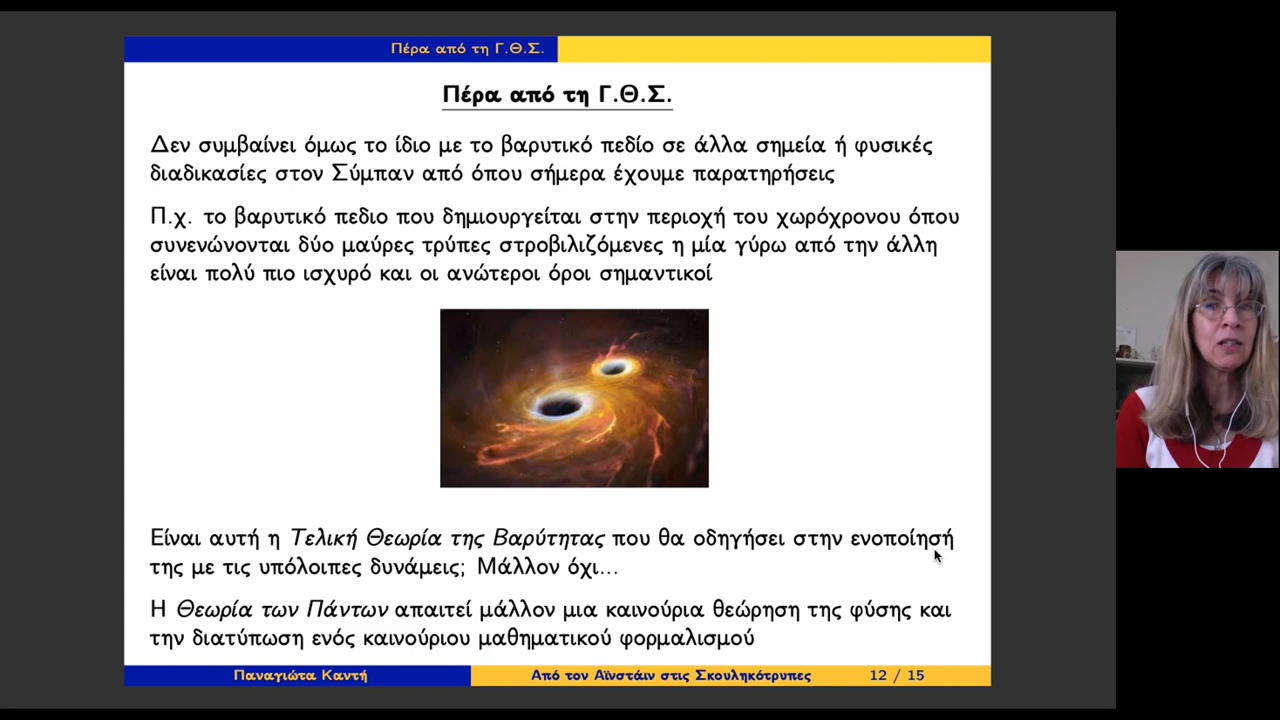 Πέρα από τη Γ.Θ.Σ.
Πέρα από τη Γ.Θ.Σ.
Δεν συμβαίνει όμως το ίδιο με το βαρυτικό πεδίο σε άλλα σημεία ή φυσικές
διαδικασίες στον Σύμπαν από όπου σήμερα έχουμε παρατηρήσεις
Π.χ. το βαρυτικό πεδιο που δημιουργείται στην περιοχή του χωρόχρονου όπου
συνενώνονται δύο μαύρες τρύπες στροβιλιζόμενες η μία γύρω από την άλλη
είναι πολύ πιο ισχυρό και οι ανώτεροι όροι σημαντικοί
Είναι αυτή η Τελική Θεωρία της Βαρύτητας που θα οδηγήσει στην ενοποίησή
της με τις υπόλοιπες δυνάμεις; Μάλλον όχι...
Η Θεωρία των Πάντων απαιτεί μάλλον μια καινούρια θεώρηση της φύσης και
την διατύπωση ενός καινούριου μαθηματικού φορμαλισμού
Παναγιώτα Καντή
Από τον Αϊνστάιν στις Σκουληκότρυπες
12 / 15